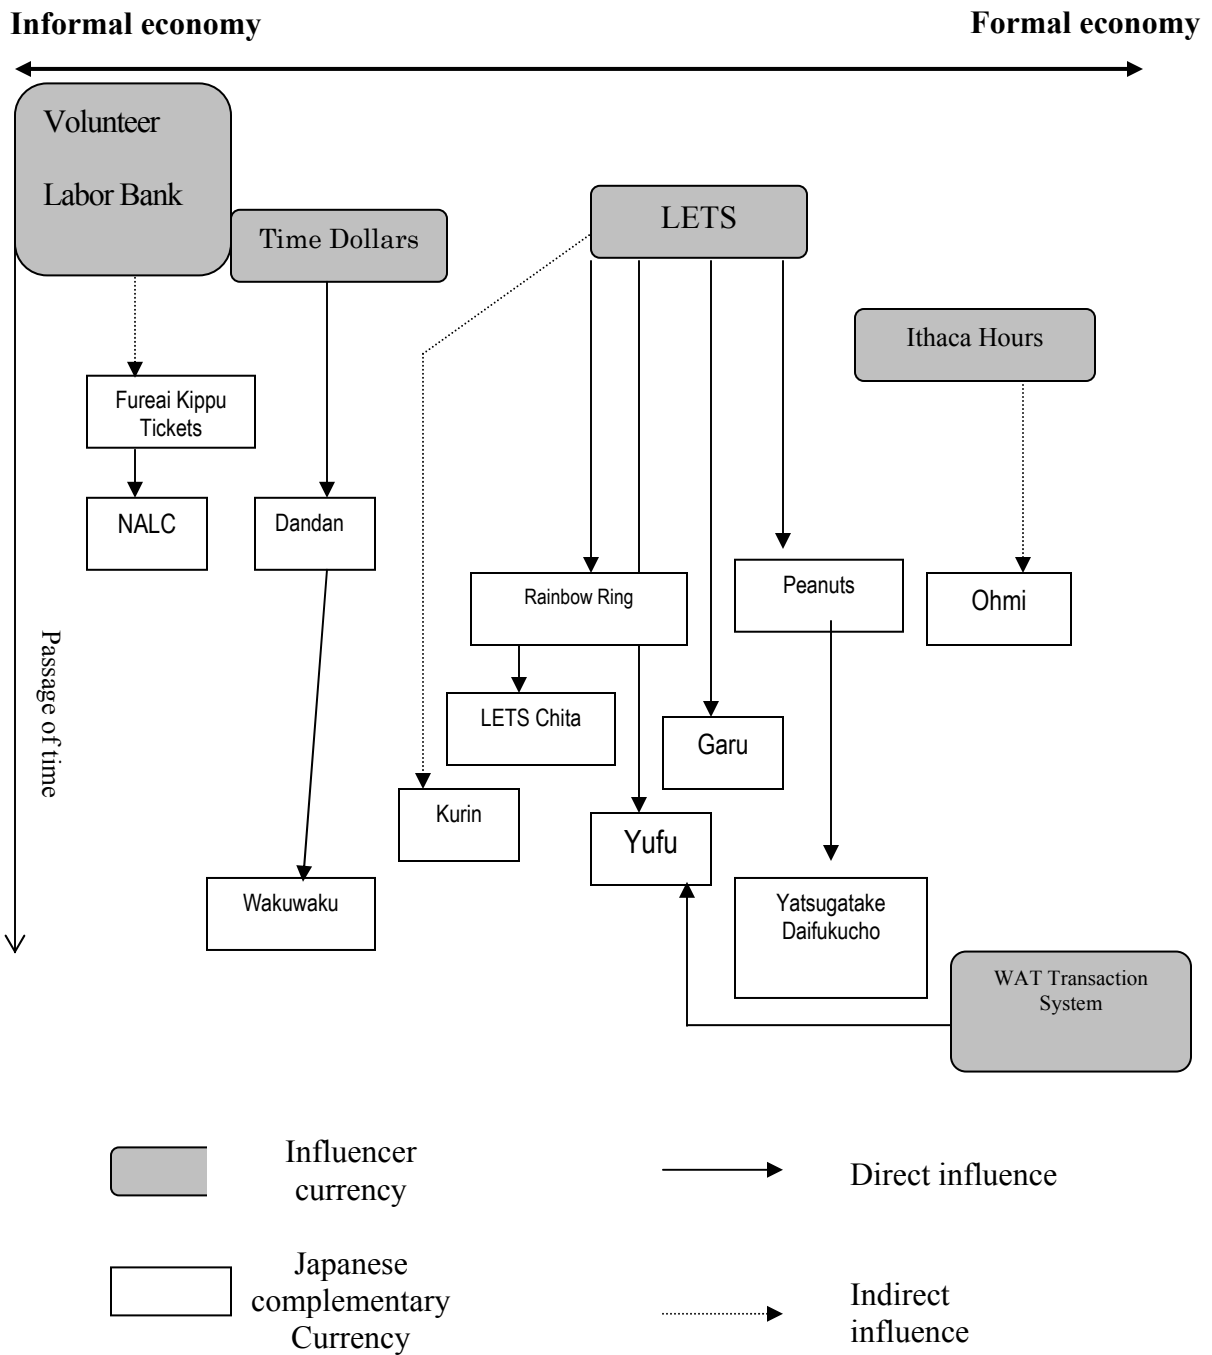 Informal economy
Formal economy
Volunteer
Labor Bank
Time Dollars
LETS
Ithaca Hours
Fureai Kippu
Tickets
NALC
Dandan
Rainbow Ring
Peanuts
Ohmi
Passage of time
LETS Chita
Garu
Kurin
Yufu
Wakuwaku
Yatsugatake
Daifukucho
WAT Transaction
System
Influencer
currency
Direct influence
Japanese
complementary
Currency
Indirect
influence